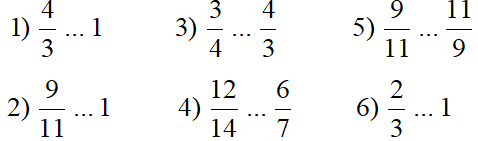 1) 4/3 ... 1 3) 3/4 ... 4/3 5) 9/11 ... 11/9
2) 9/11 ... 1 4) 12/14 ... 6/7 6) 2/3 ... 1